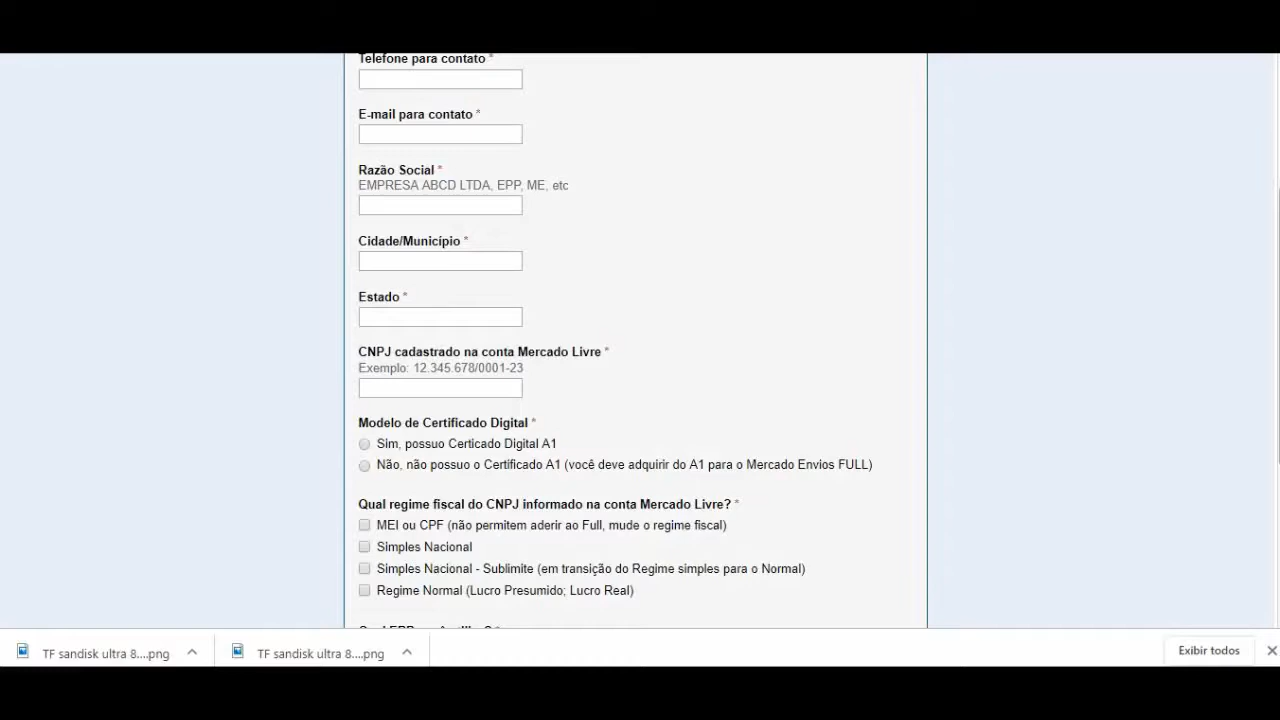 Telefone para contato *
E-mail para contato *
Razão Social *
EMPRESA ABCD LTDA, EPP, ME, etc
Cidade/Município *
Estado *
CNPJ cadastrado na conta Mercado Livre *
Exemplo: 12.345.678/0001-23
Modelo de Certificado Digital *
Sim, possuo Certicado Digital A1
Não, não possuo o Certificado A1 (você deve adquirir do A1 para o Mercado Envios FULL)
Qual regime fiscal do CNPJ informado na conta Mercado Livre? *
MEI ou CPF (não permitem aderir ao Full, mude o regime fiscal)
Simples Nacional
Simples Nacional - Sublimite (em transição do Regime simples para o Normal)
Regime Normal (Lucro Presumido; Lucro Real)
TF sandisk ultra 8....png
TF sandisk ultra 8....png
Exibir todos